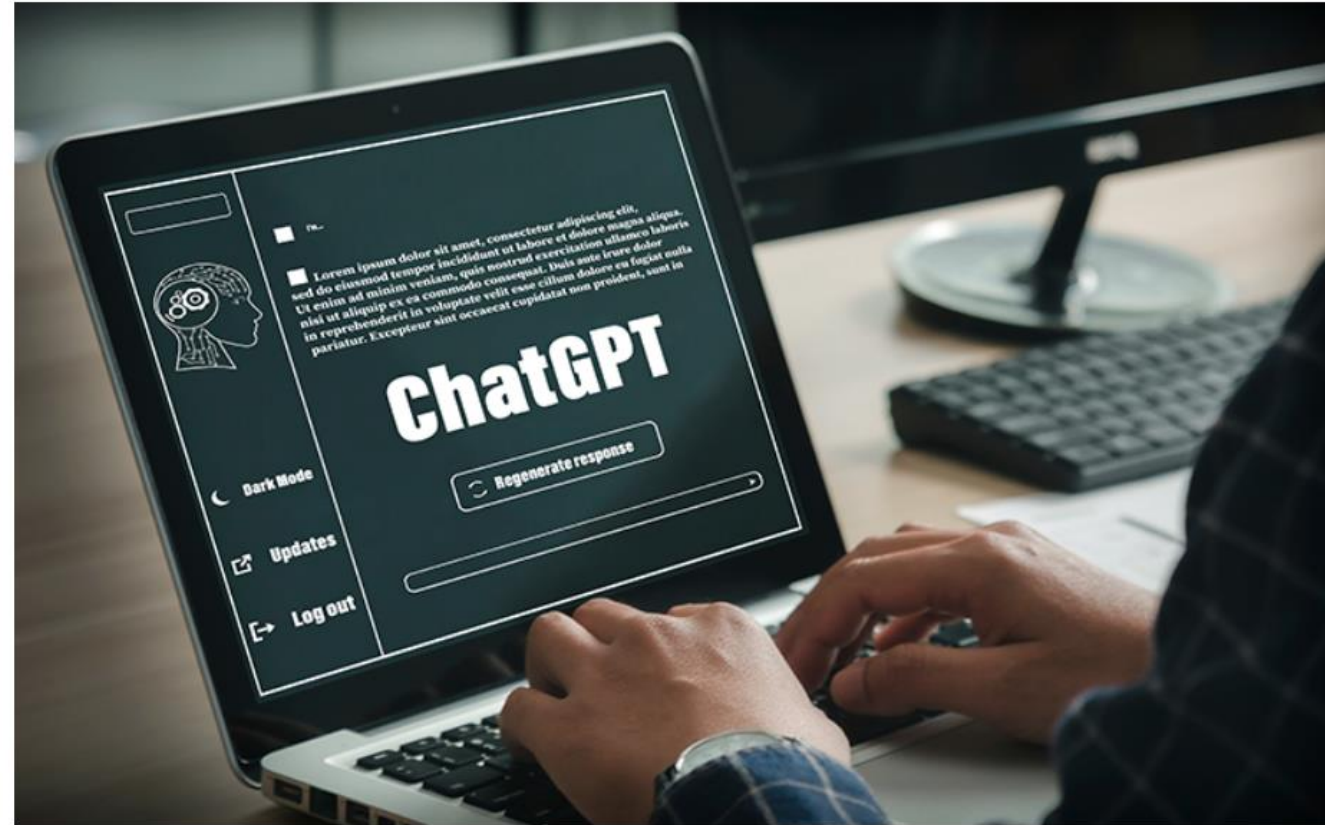 I'm...
Lorem ipsum dolor sit amet, consectetur adipiscing elit,
sed do eiusmod tempor incididunt ut labore et dolore magna aliqua.
Ut enim ad minim veniam, quis nostrud exercitation ullamco laboris
nisi ut aliquip ex ea commodo consequat. Duis aute irure dolor
in reprehenderit in voluptate velit esse cillum dolore eu fugiat nulla
pariatur. Excepteur sint occaecat cupidatat non proident, sunt in
ChatGPT
Regenerate response
Dark Mode
Updates
Log out